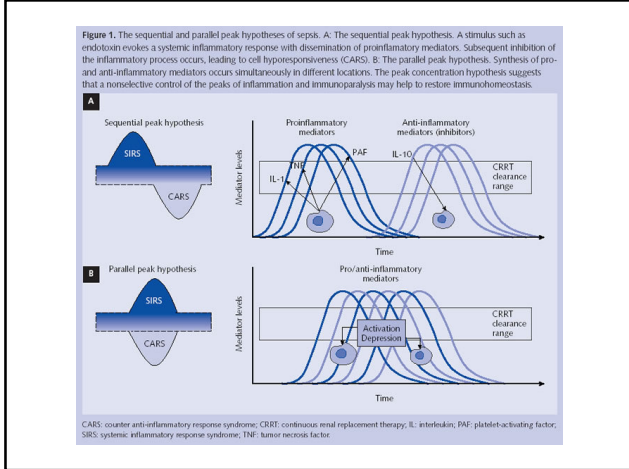 Figure 1. The sequential and parallel peak hypotheses of sepsis. A: The sequential peak hypothesis. A stimulus such as
endotoxin evokes a systemic inflammatory response with dissemination of proinflamatory mediators. Subsequent inhibition of
the inflammatory process occurs, leading to cell hyporesponsiveness (CARS). B: The parallel peak hypothesis. Synthesis of pro-
and anti-inflammatory mediators occurs simultaneously in different locations. The peak concentration hypothesis suggests
that a nonselective control of the peaks of inflammation and immunoparalysis may help to restore immunohomeostasis.
A
Sequential peak hypothesis
SIRS
CARS
Proinflammatory
mediators
Anti-inflammatory
mediators (inhibitors)
Mediator levels
IL-1
TNF
PAF
IL-10
CRRT
clearance
range
Time
B
Parallel peak hypothesis
SIRS
CARS
Pro/anti-inflammatory
mediators
Mediator levels
Activation
Depression
CRRT
clearance
range
Time
CARS: counter anti-inflammatory response syndrome; CRRT: continuous renal replacement therapy; IL: interleukin; PAF: platelet-activating factor;
SIRS: systemic inflammatory response syndrome; TNF: tumor necrosis factor.